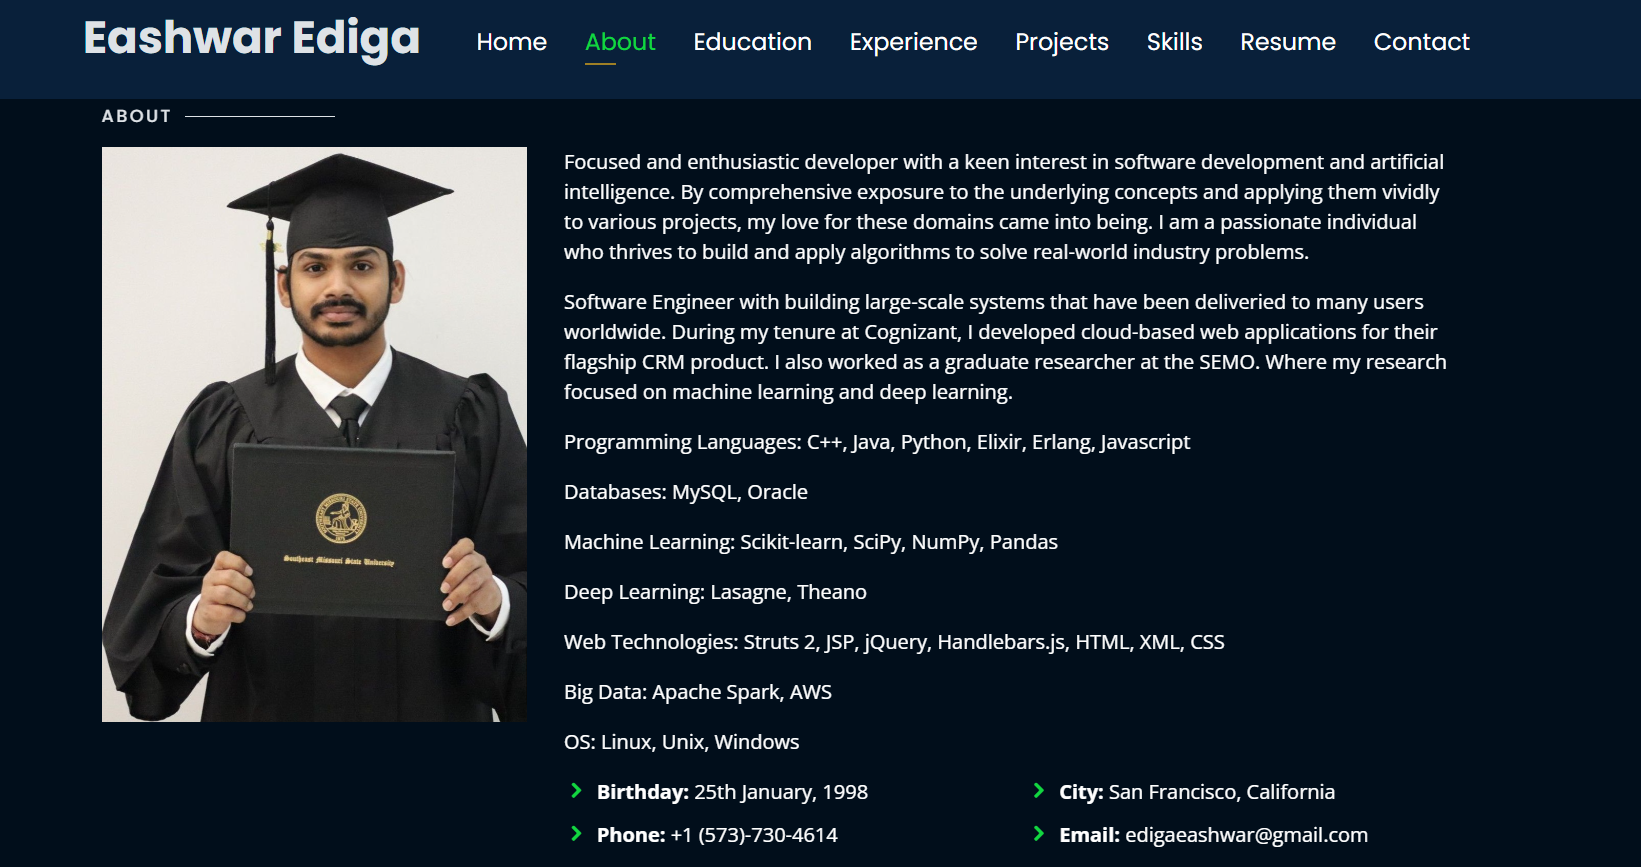 Eashwar Ediga
Home About Education Experience Projects Skills Resume Contact
ABOUT
Focused and enthusiastic developer with a keen interest in software development and artificial
intelligence. By comprehensive exposure to the underlying concepts and applying them vividly
to various projects, my love for these domains came into being. I am a passionate individual
who thrives to build and apply algorithms to solve real-world industry problems.
Software Engineer with building large-scale systems that have been deliveried to many users
worldwide. During my tenure at Cognizant, I developed cloud-based web applications for their
flagship CRM product. I also worked as a graduate researcher at the SEMO. Where my research
focused on machine learning and deep learning.
Programming Languages: C++, Java, Python, Elixir, Erlang, Javascript
Databases: MySQL, Oracle
Machine Learning: Scikit-learn, SciPy, NumPy, Pandas
Deep Learning: Lasagne, Theano
Web Technologies: Struts 2, JSP, jQuery, Handlebars.js, HTML, XML, CSS
Big Data: Apache Spark, AWS
OS: Linux, Unix, Windows
Birthday: 25th January, 1998
City: San Francisco, California
Phone: +1 (573)-730-4614
Email: edigaeashwar@gmail.com
Southeast Missouri State University